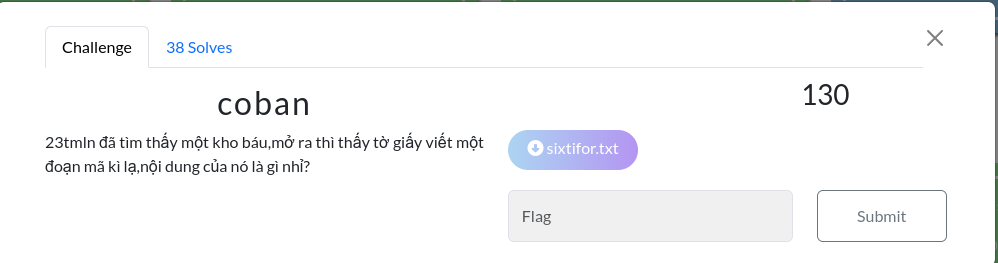 Challenge
38 Solves
coban
130
23tmln đã tìm thấy một kho báu,mở ra thì thấy tờ giấy viết một
đoạn mã kì lạ,nội dung của nó là gì nhỉ?
sixtifor.txt
Flag
Submit